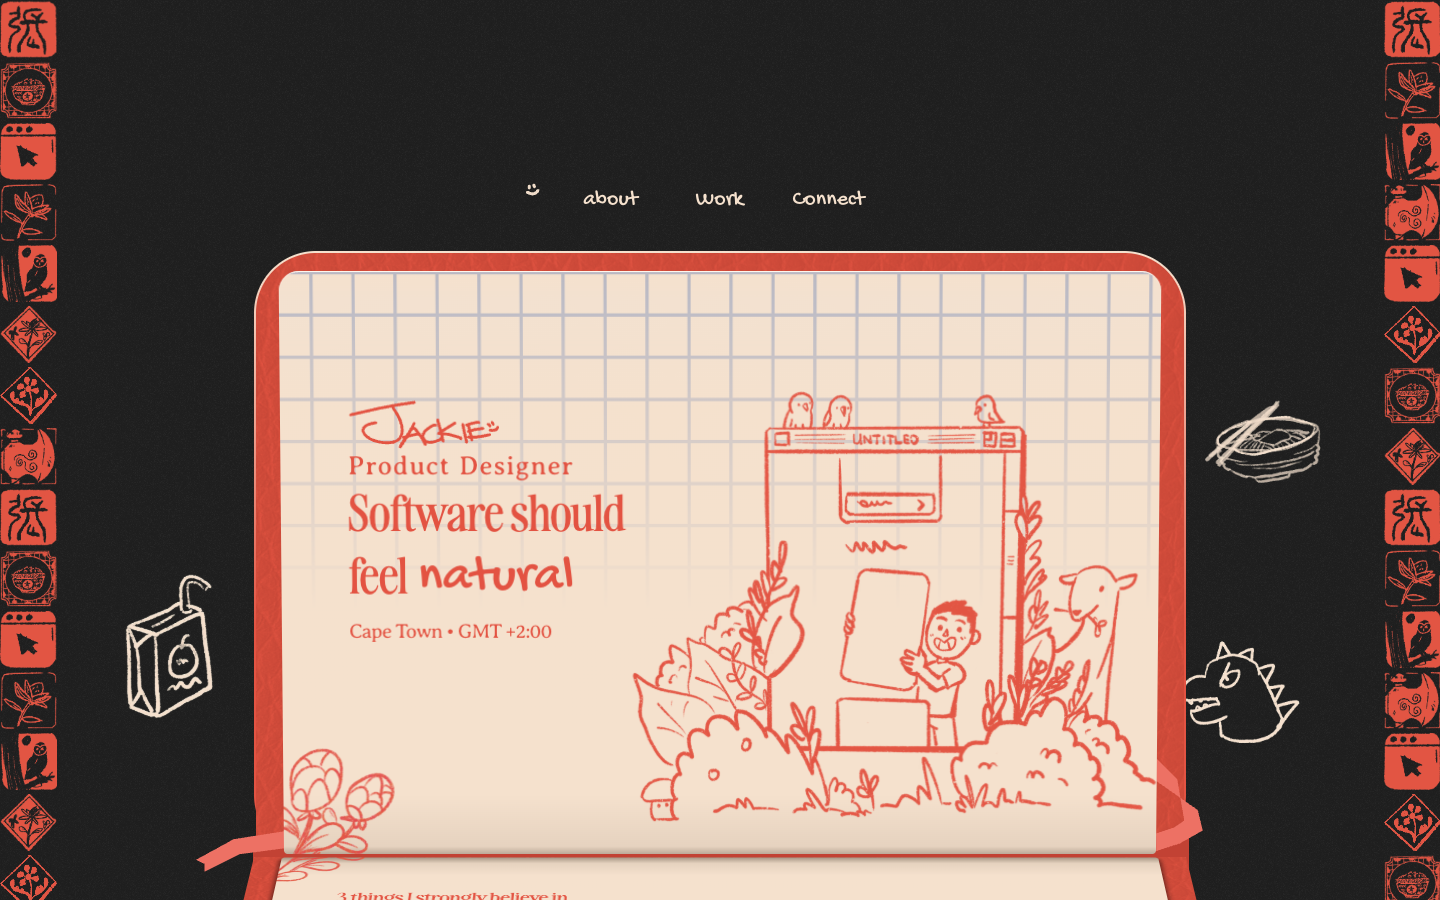 about
Work
Connect
JACKIE
Product Designer
Software should
feel natural
Cape Town • GMT +2:00
UNTITLED
3 things I strongly believe in